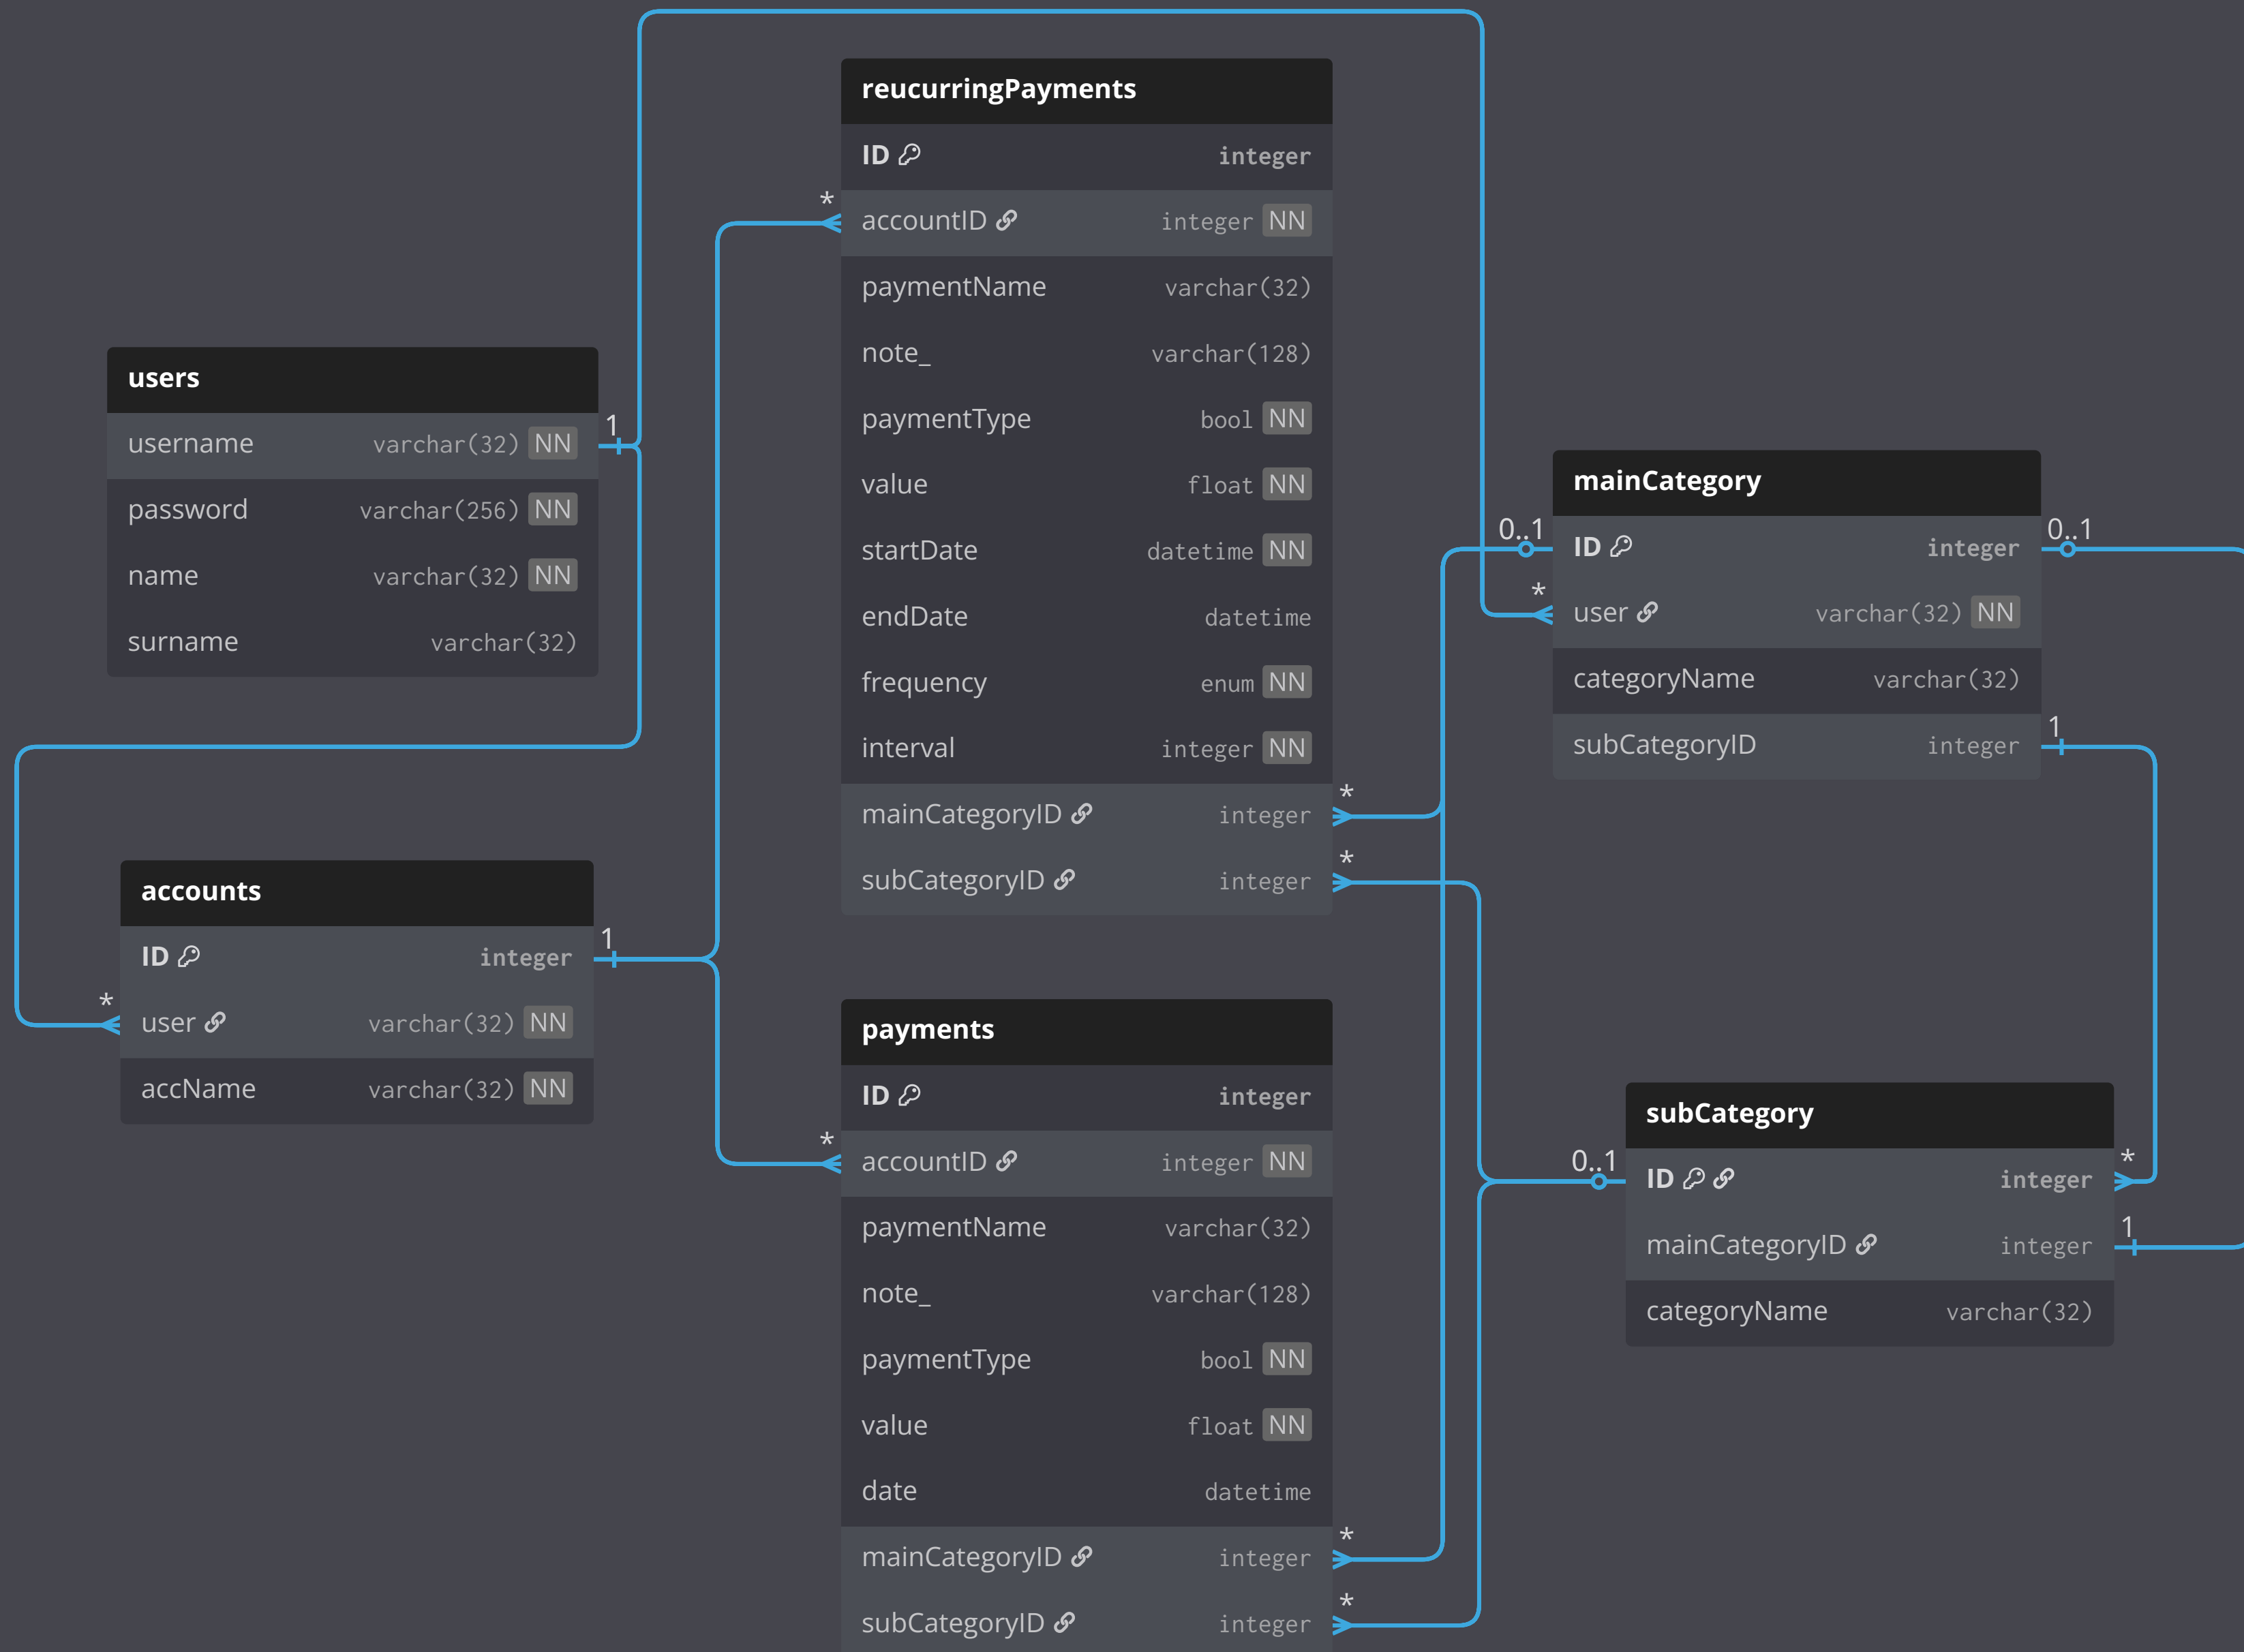 users
username varchar(32) NN 1
password varchar(256) NN
name varchar(32) NN
surname varchar(32)
accounts
ID integer 1
* user varchar(32) NN
accName varchar(32) NN
reucurringPayments
ID integer
* accountID integer NN
paymentName varchar(32)
note_ varchar(128)
paymentType bool NN
value float NN
startDate datetime NN
endDate datetime
frequency enum NN
interval integer NN
mainCategoryID integer *
subCategoryID integer *
payments
ID integer
* accountID integer NN
paymentName varchar(32)
note_ varchar(128)
paymentType bool NN
value float NN
date datetime
mainCategoryID integer *
subCategoryID integer *
mainCategory
0..1 ID integer 0..1
* user varchar(32) NN
categoryName varchar(32)
subCategoryID integer 1
subCategory
0..1 ID integer *
mainCategoryID integer 1
categoryName varchar(32)